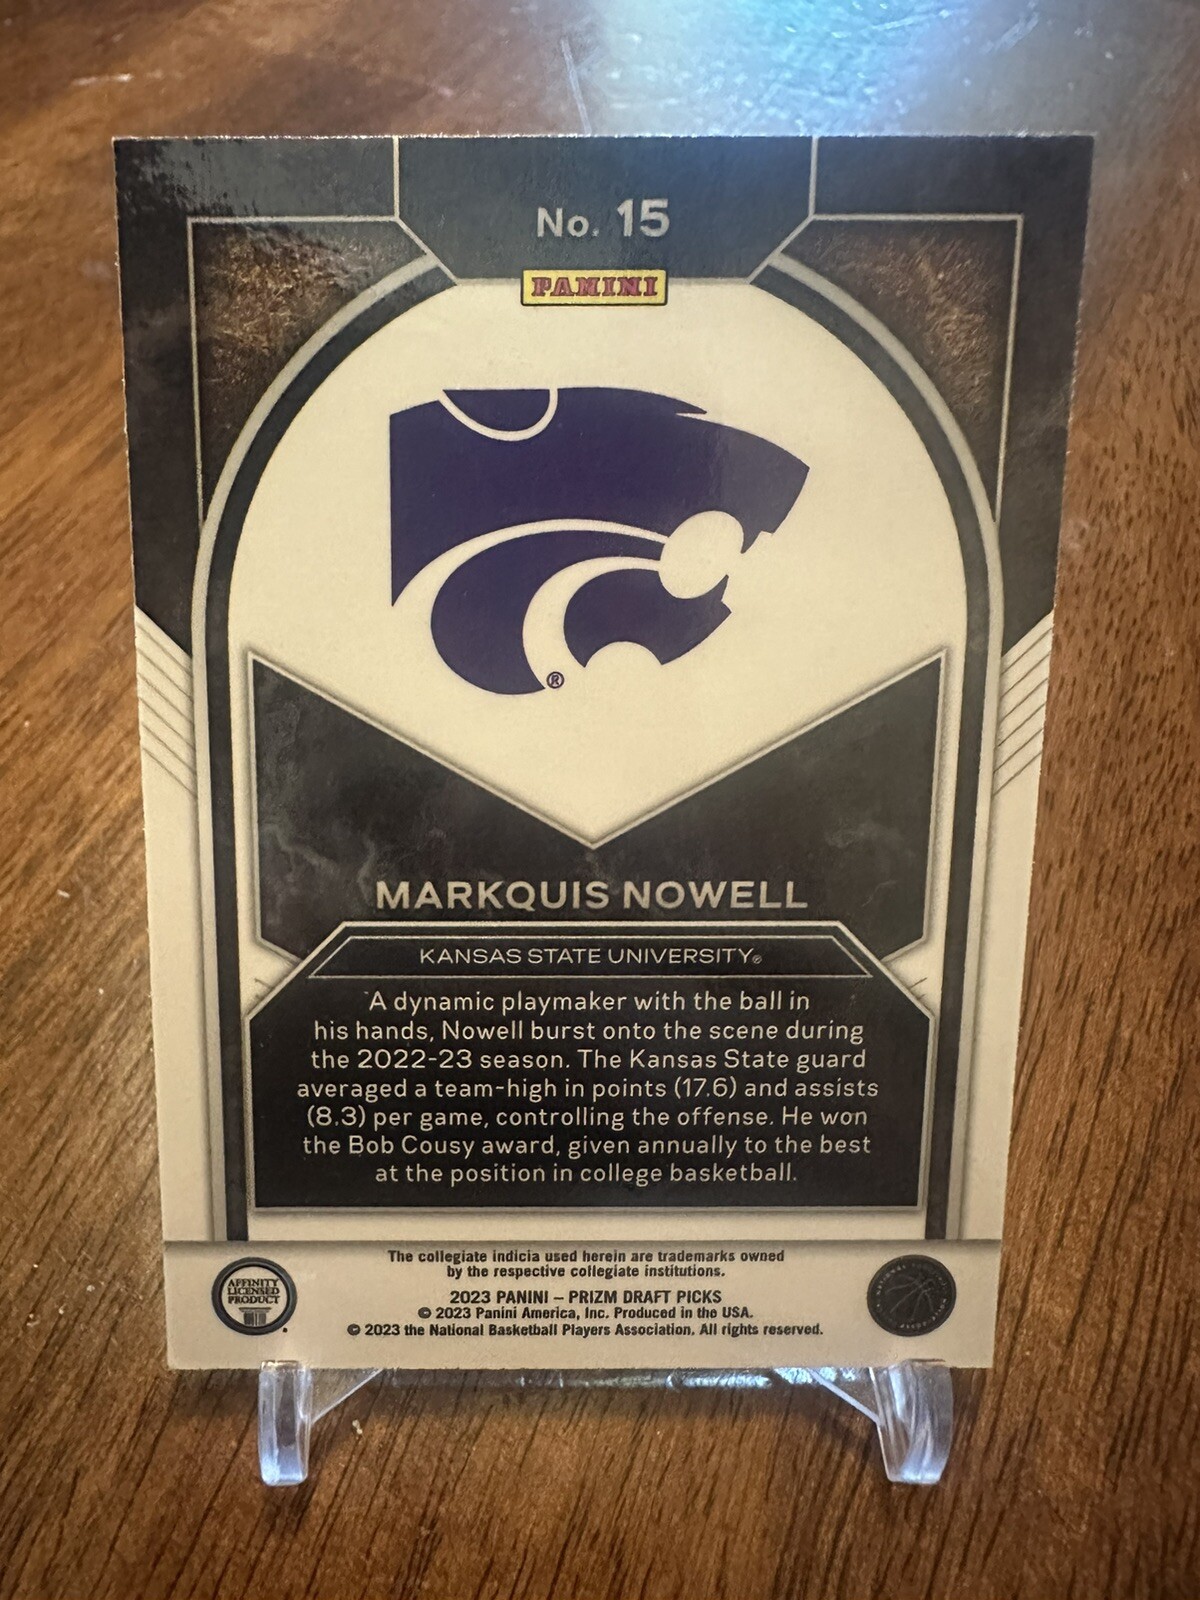 No. 15
PANINI
®
MARKQUIS NOWELL
KANSAS STATE UNIVERSITY®
A dynamic playmaker with the ball in
his hands, Nowell burst onto the scene during
the 2022-23 season. The Kansas State guard
averaged a team-high in points (17.6) and assists
(8.3) per game, controlling the offense. He won
the Bob Cousy award, given annually to the best
at the position in college basketball.
The collegiate indicia used herein are trademarks owned
by the respective collegiate institutions.
AFFINITY
LICENSED
PRODUCT
2023 PANINI – PRIZM DRAFT PICKS
© 2023 Panini America, Inc. Produced in the USA.
© 2023 the National Basketball Players Association. All rights reserved.